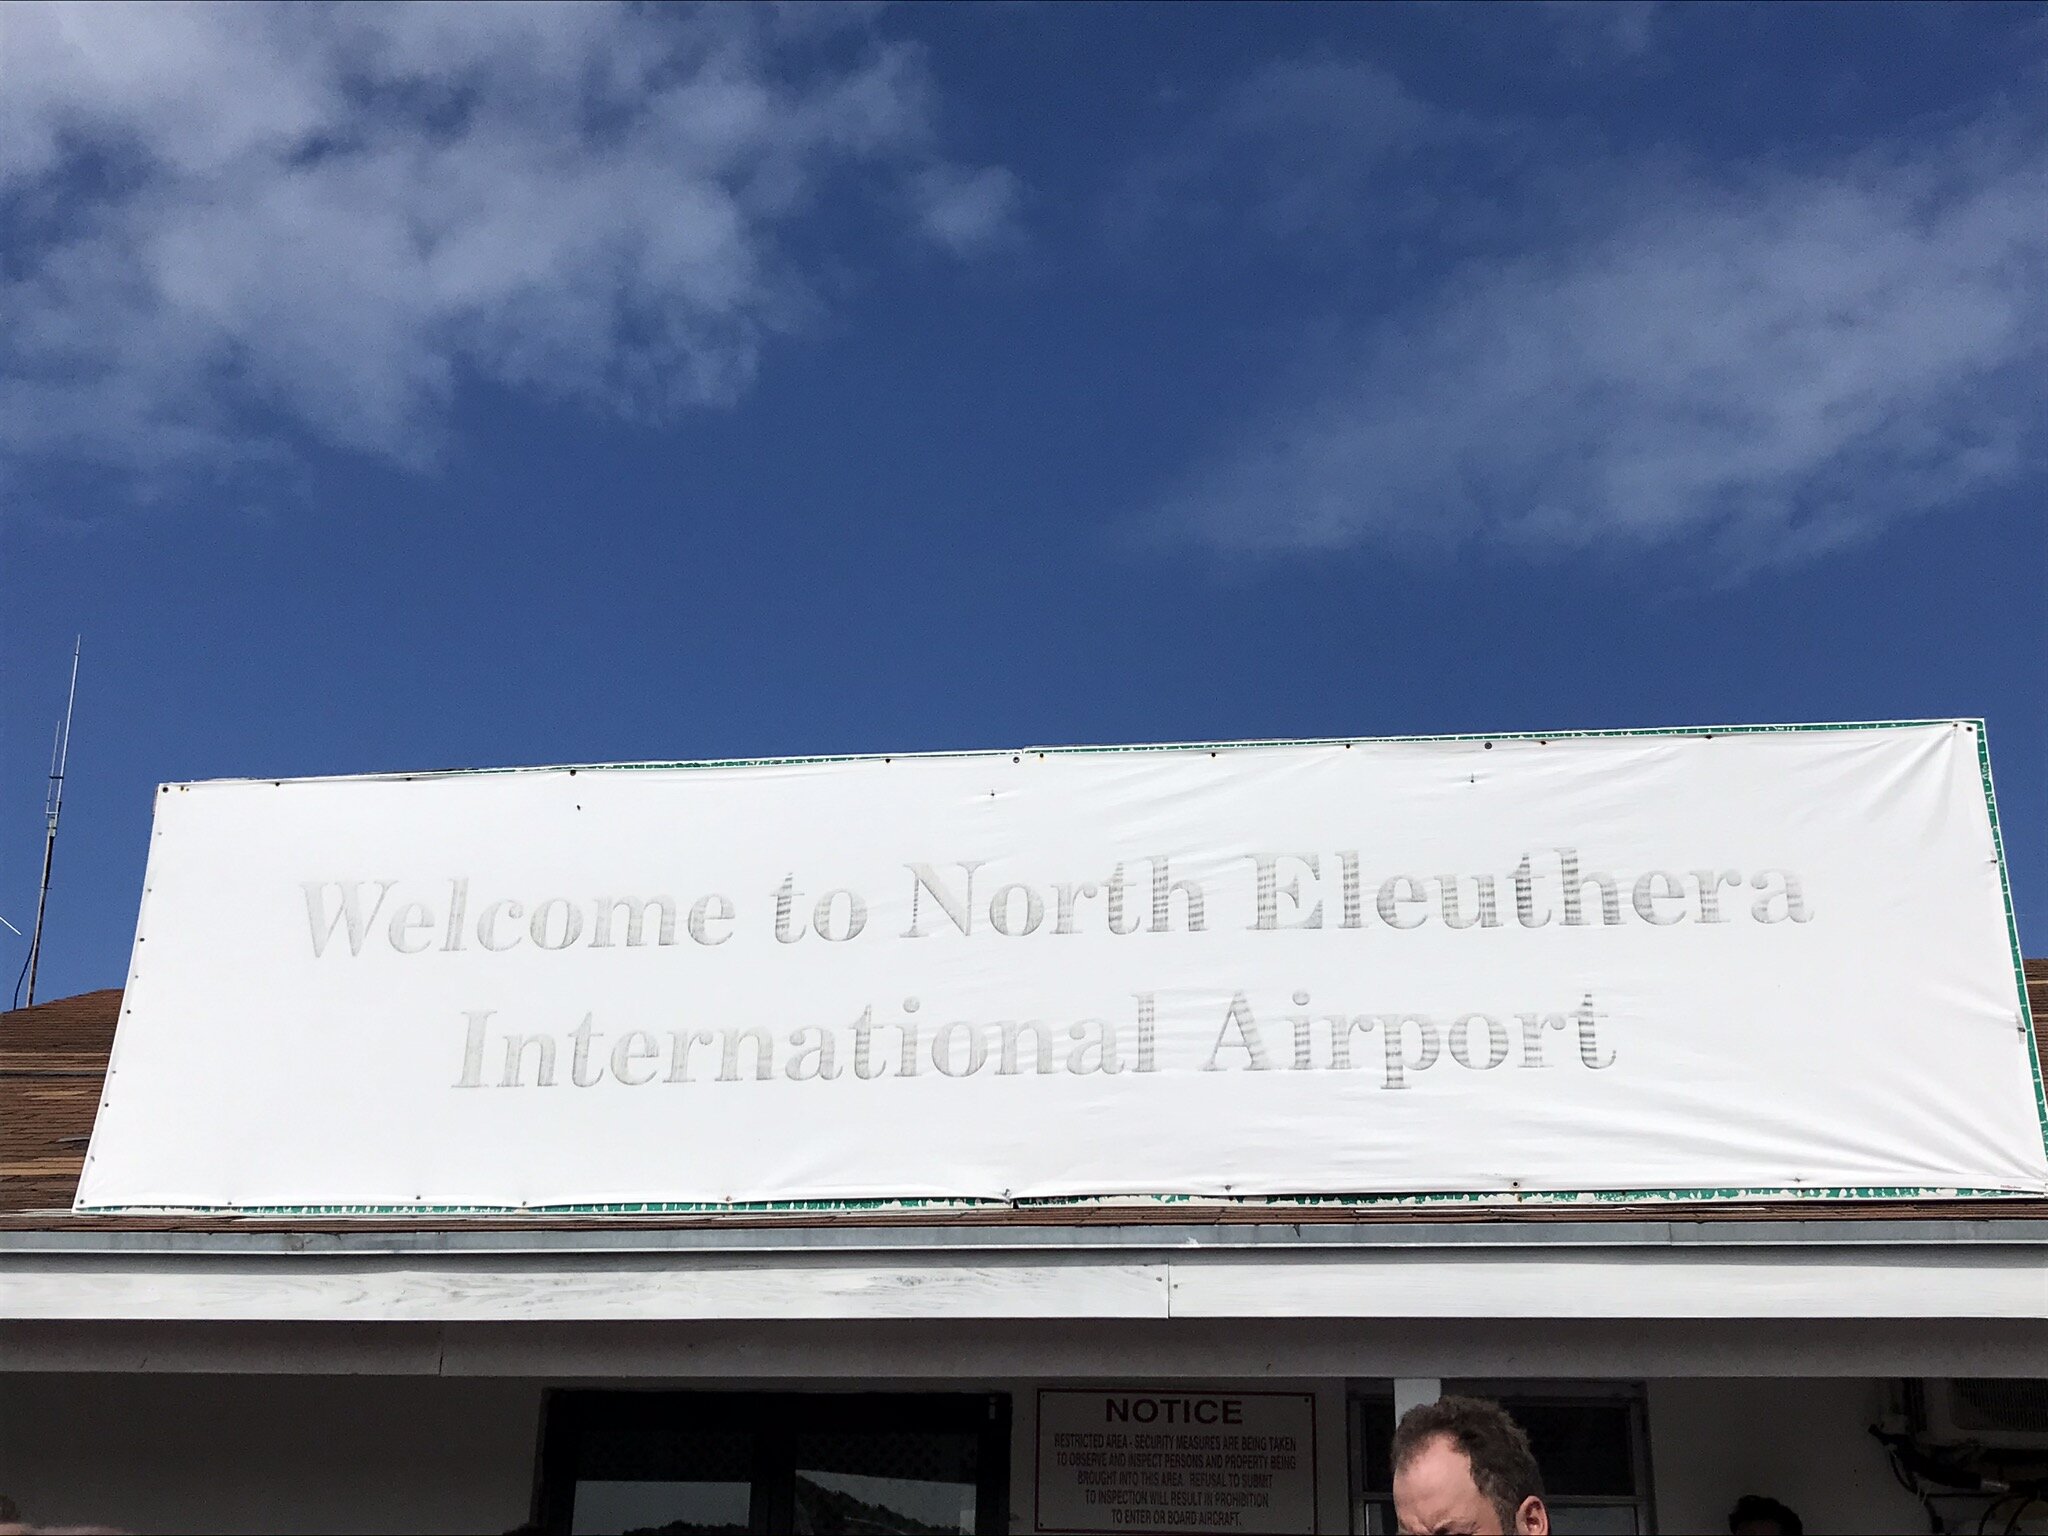 Welcome to North Eleuthera
International Airport
NOTICE
RESTRICTED AREA - SECURITY MEASURES ARE BEING TAKEN
TO OBSERVE AND INSPECT PERSONS AND PROPERTY BEING
BROUGHT INTO THIS AREA. REFUSAL TO SUBMIT
TO INSPECTION WILL RESULT IN PROHIBITION
TO ENTER OR BOARD AIRCRAFT.